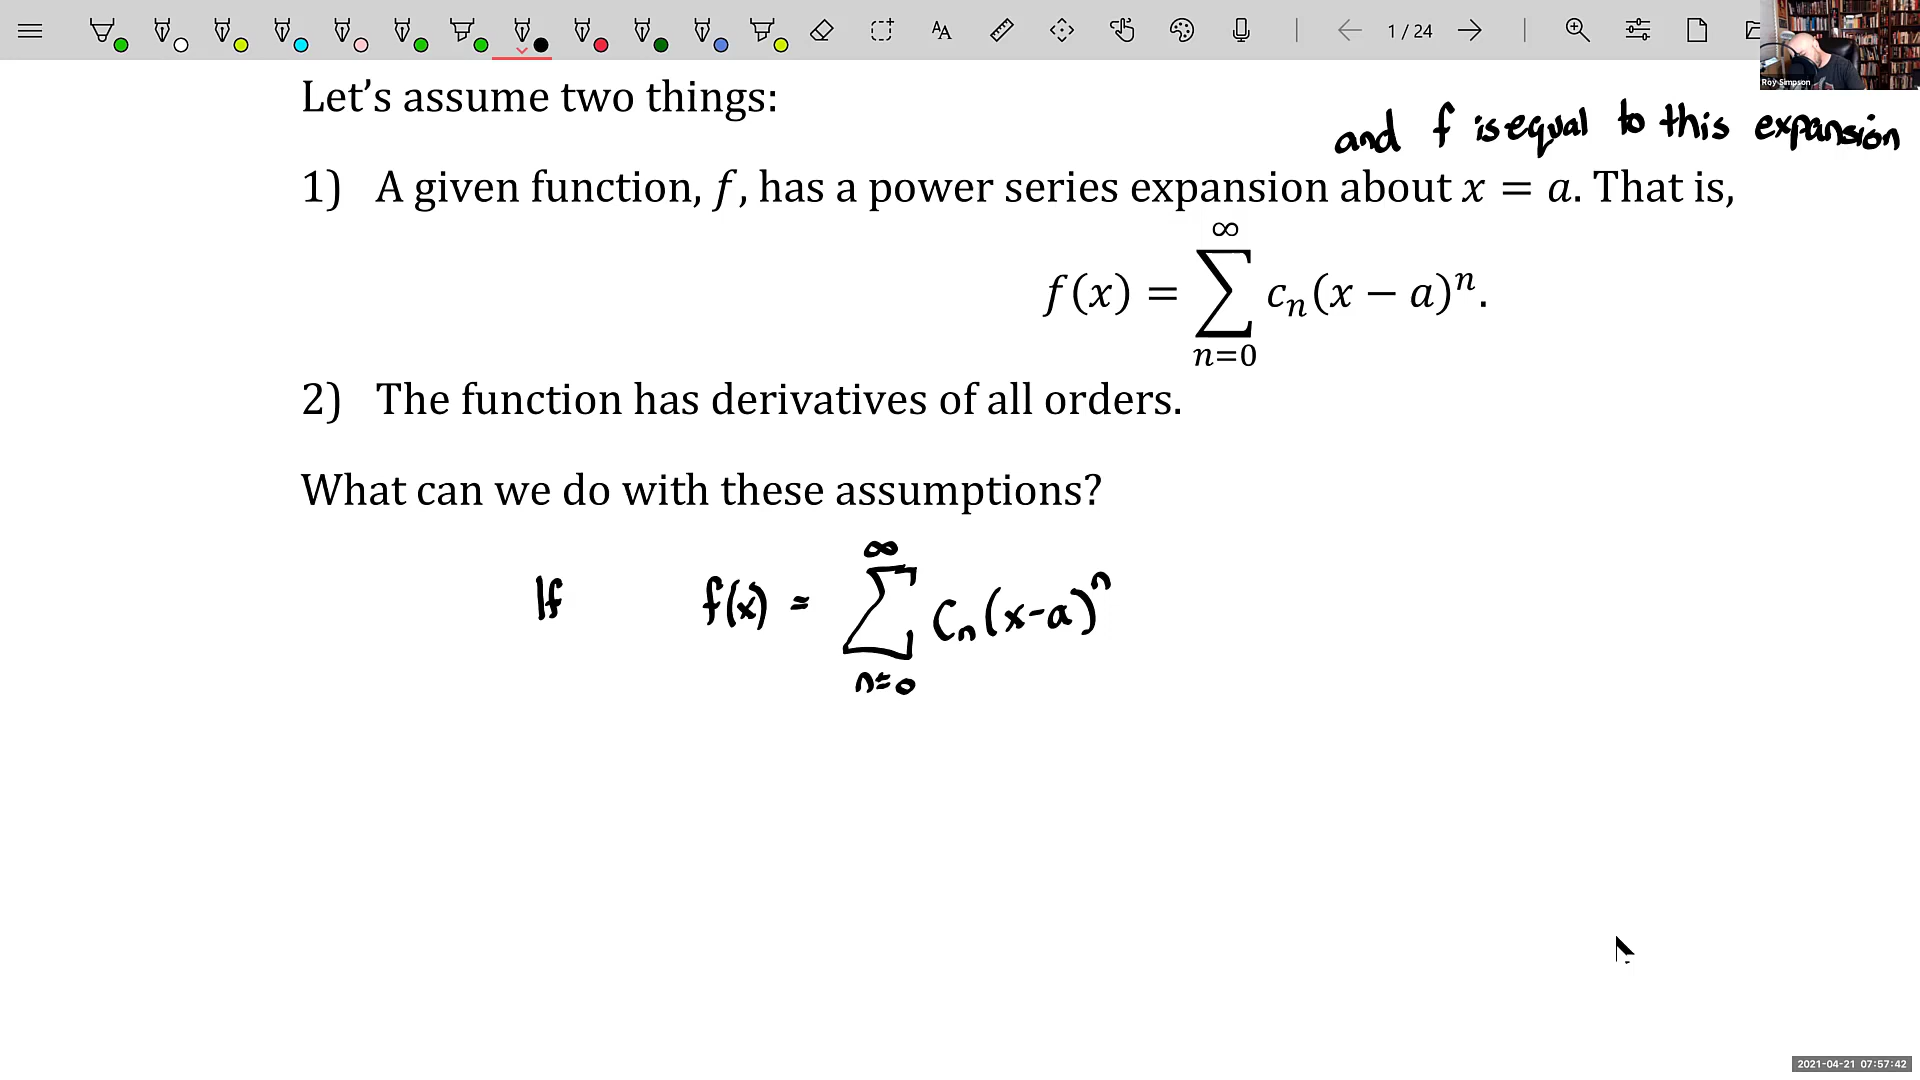 1 / 24
Roy Simpson
Let’s assume two things:
and f is equal to this expansion
1) A given function, f, has a power series expansion about x = a. That is,
f(x) = ∑_{n=0}^{∞} c_n(x − a)^n.
2) The function has derivatives of all orders.
What can we do with these assumptions?
If f(x) = ∑_{n=0}^{∞} C_n(x-a)^n
2021-04-21 07:57:42